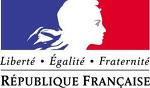 Liberté • Égalité • Fraternité
RÉPUBLIQUE FRANÇAISE